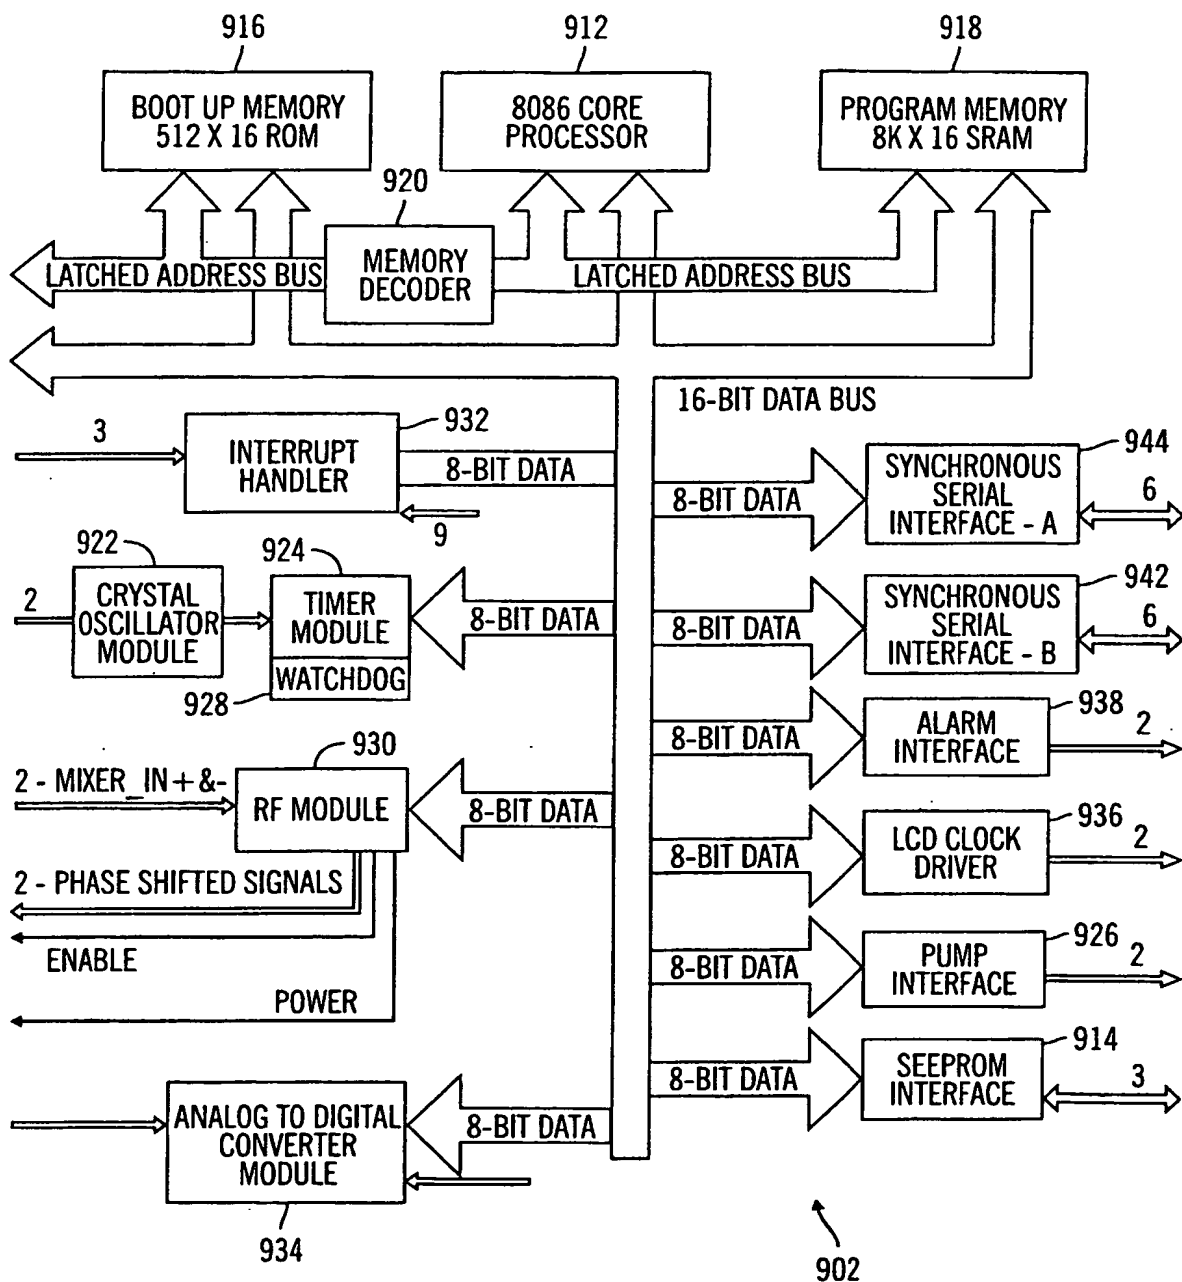 916
912
918
BOOT UP MEMORY
512 X 16 ROM
8086 CORE
PROCESSOR
PROGRAM MEMORY
8K X 16 SRAM
920
MEMORY
DECODER
LATCHED ADDRESS BUS
LATCHED ADDRESS BUS
16-BIT DATA BUS
3
932
INTERRUPT
HANDLER
8-BIT DATA
9
944
8-BIT DATA
SYNCHRONOUS
SERIAL
INTERFACE - A
6
922
924
2
CRYSTAL
OSCILLATOR
MODULE
TIMER
MODULE
WATCHDOG
928
8-BIT DATA
942
8-BIT DATA
SYNCHRONOUS
SERIAL
INTERFACE - B
6
938
8-BIT DATA
ALARM
INTERFACE
2
930
2 - MIXER_IN+&-
RF MODULE
8-BIT DATA
936
8-BIT DATA
LCD CLOCK
DRIVER
2
2 - PHASE SHIFTED SIGNALS
ENABLE
POWER
926
8-BIT DATA
PUMP
INTERFACE
2
914
8-BIT DATA
SEEPROM
INTERFACE
3
ANALOG TO DIGITAL
CONVERTER
MODULE
8-BIT DATA
934
902